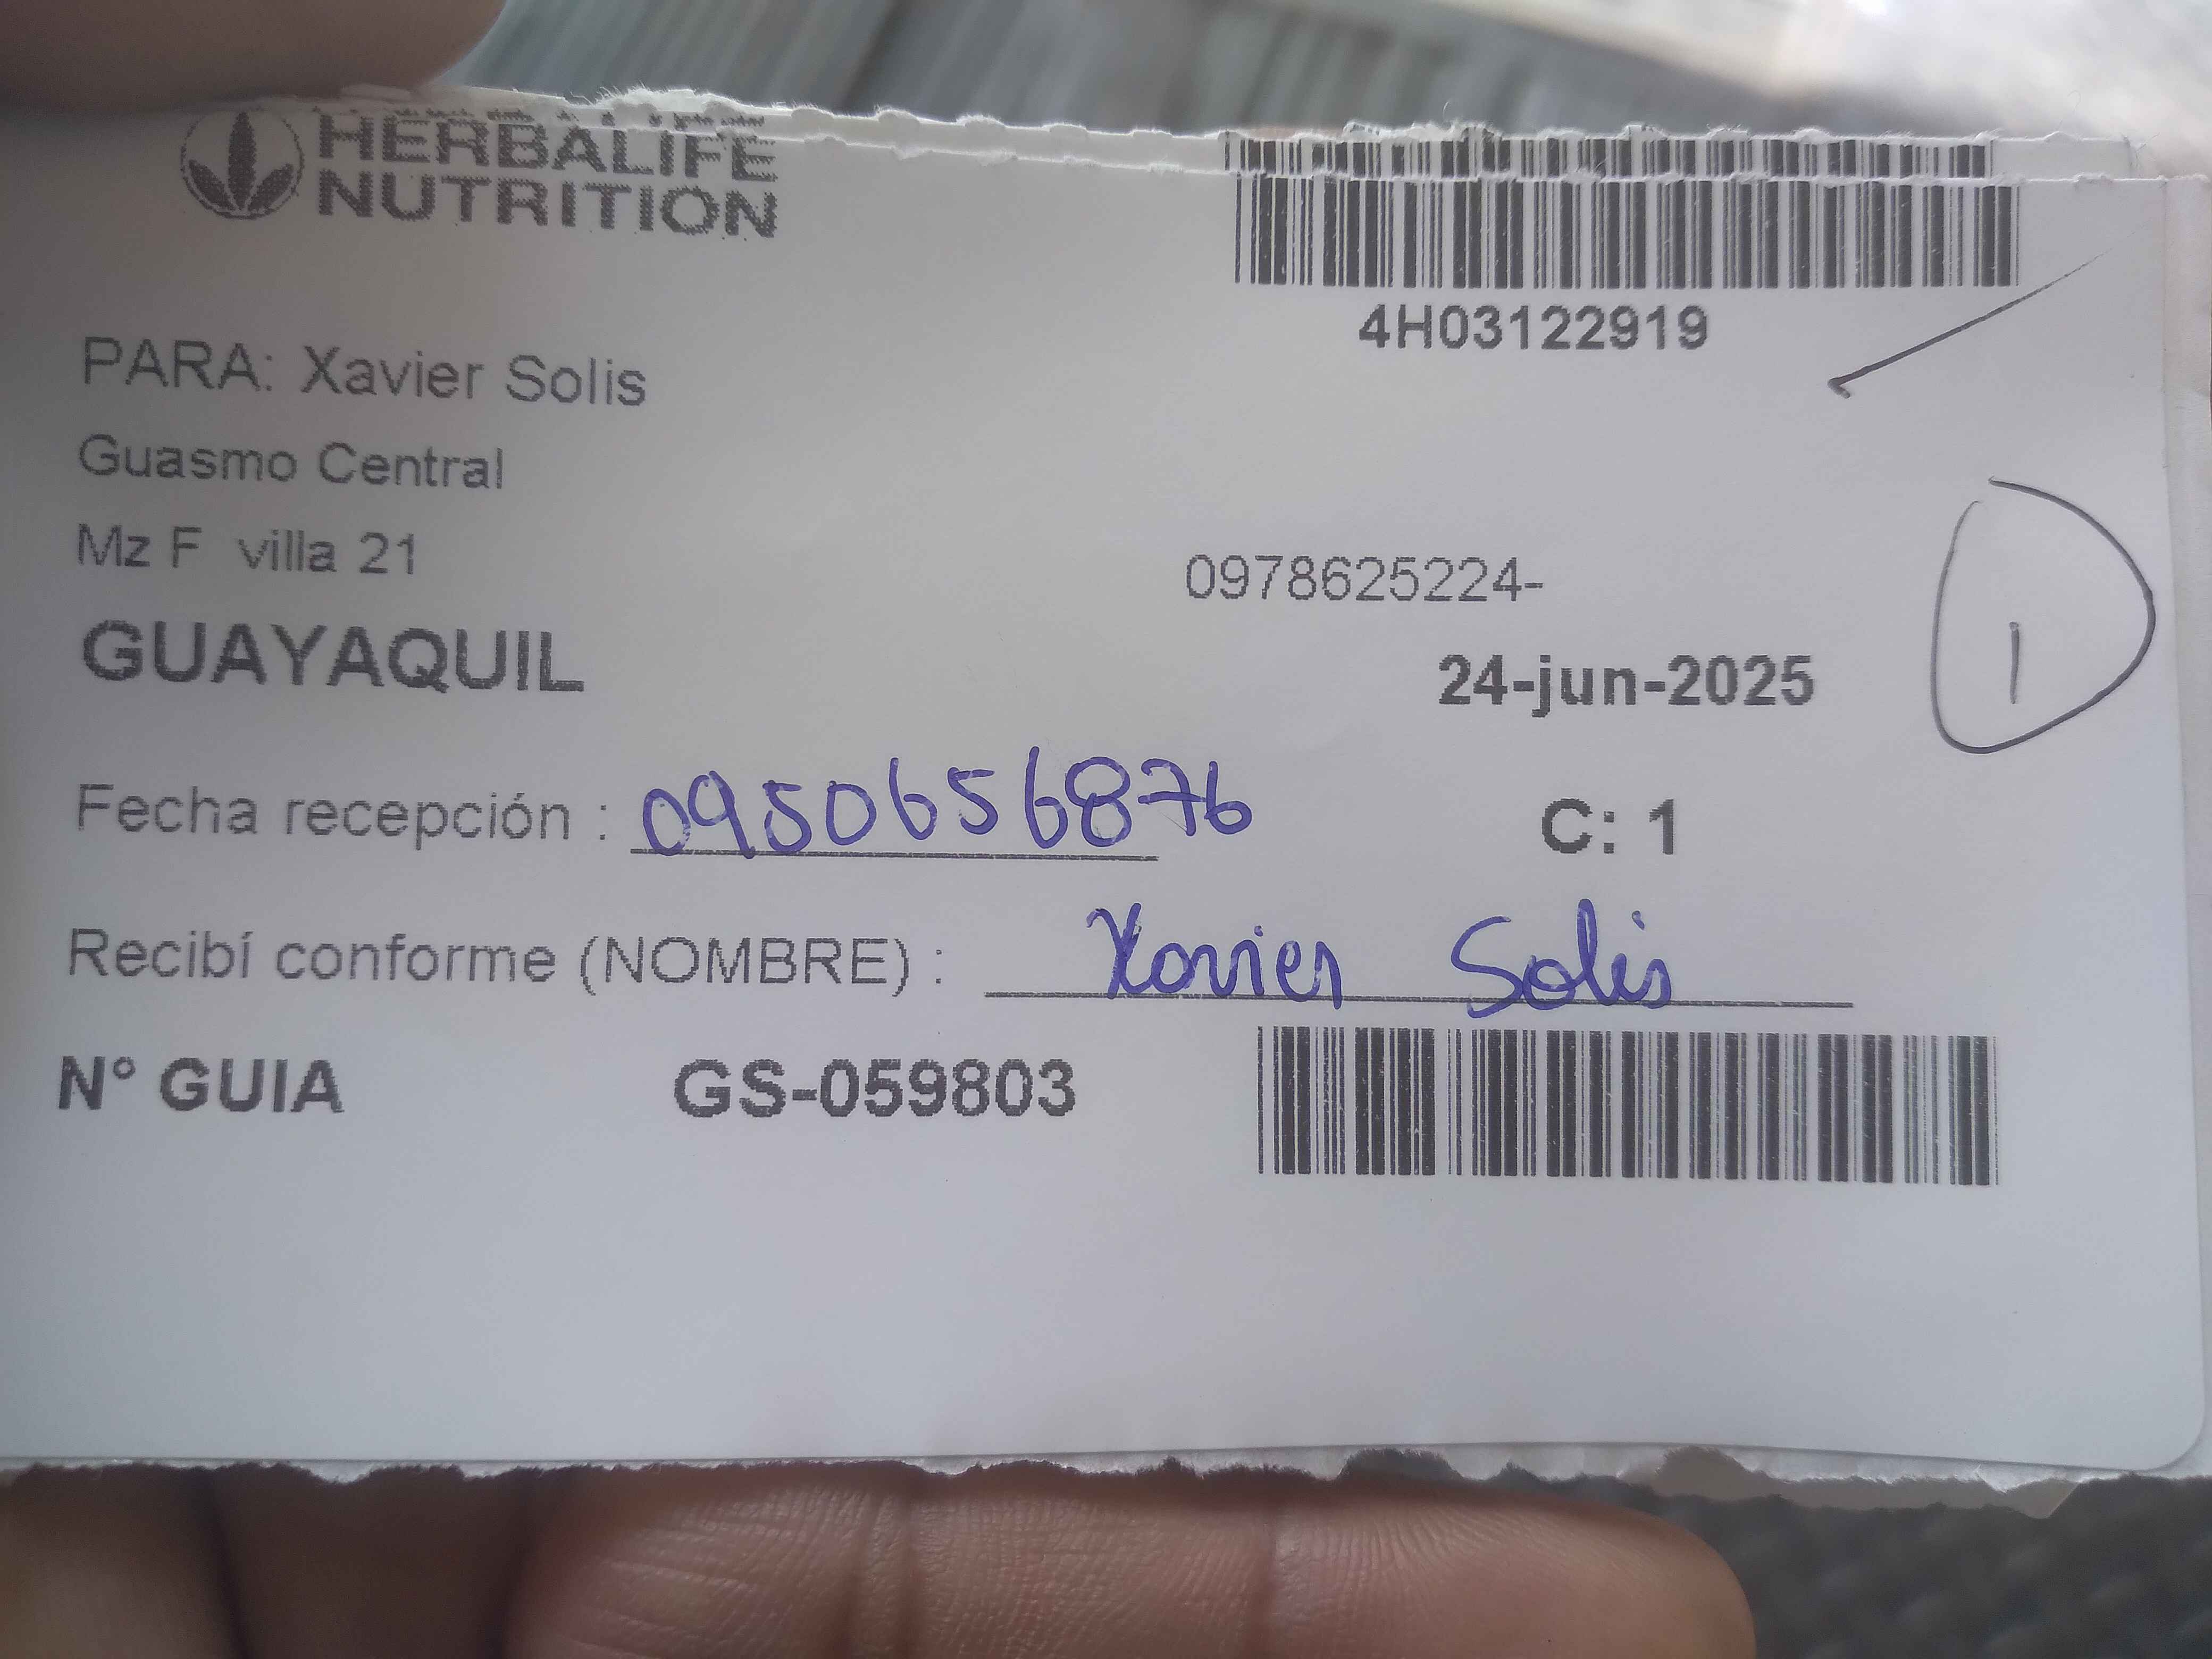 HERBALIFE
NUTRITION
4H03122919
PARA: Xavier Solis
Guasmo Central
Mz F villa 21
0978625224-
GUAYAQUIL
24-jun-2025
1
Fecha recepción : 0950656876
C: 1
Recibí conforme (NOMBRE) : Xavier Solis
N° GUIA GS-059803